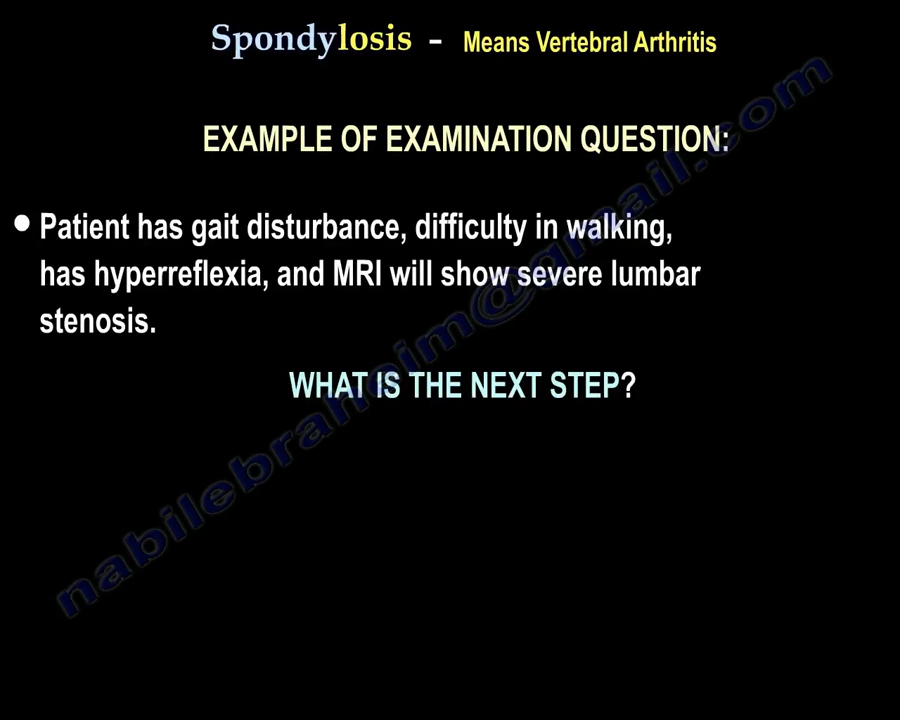 Spondylosis - Means Vertebral Arthritis
EXAMPLE OF EXAMINATION QUESTION:
• Patient has gait disturbance, difficulty in walking,
has hyperreflexia, and MRI will show severe lumbar
stenosis.
WHAT IS THE NEXT STEP?
nabilebraheim@gmail.com